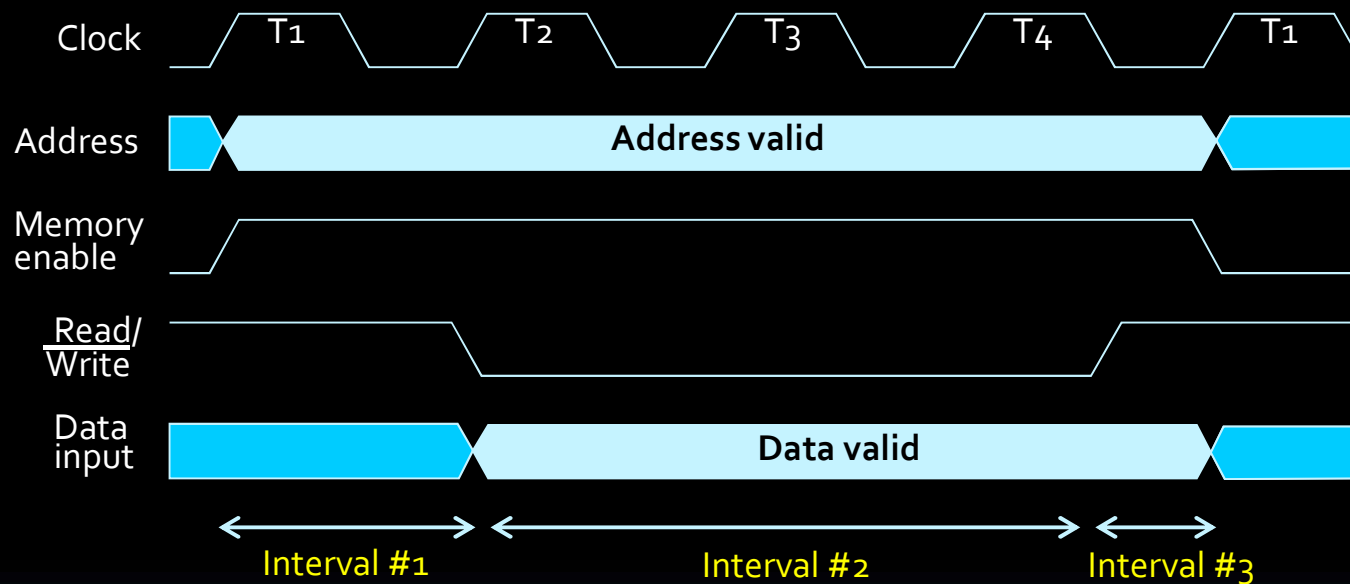 Clock
T1
T2
T3
T4
T1
Address
Address valid
Memory
enable
Read/
Write
Data
input
Data valid
Interval #1
Interval #2
Interval #3